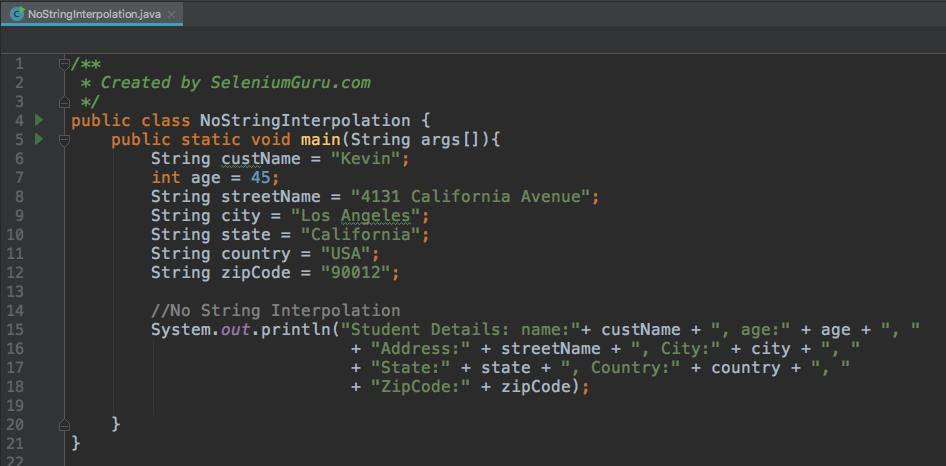 NoStringInterpolation.java
1 /**
2  * Created by SeleniumGuru.com
3  */
4 public class NoStringInterpolation {
5     public static void main(String args[]){
6         String custName = "Kevin";
7         int age = 45;
8         String streetName = "4131 California Avenue";
9         String city = "Los Angeles";
10         String state = "California";
11         String country = "USA";
12         String zipCode = "90012";
13
14         //No String Interpolation
15         System.out.println("Student Details: name:"+ custName + ", age:" + age + ", "
16                             + "Address:" + streetName + ", City:" + city + ", "
17                             + "State:" + state + ", Country:" + country + ", "
18                             + "ZipCode:" + zipCode);
19
20     }
21 }
22